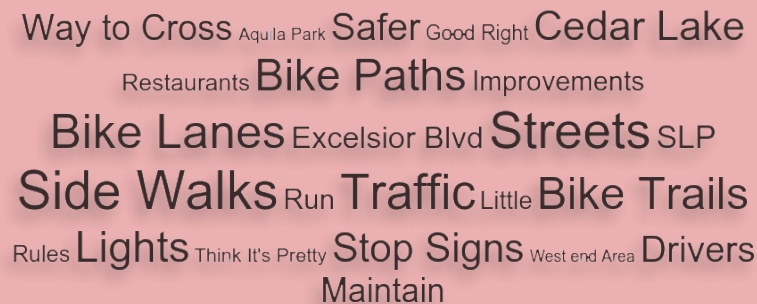 Way to Cross Aquila Park Safer Good Right Cedar Lake
Restaurants Bike Paths Improvements
Bike Lanes Excelsior Blvd Streets SLP
Side Walks Run Traffic Little Bike Trails
Rules Lights Think It's Pretty Stop Signs West end Area Drivers
Maintain